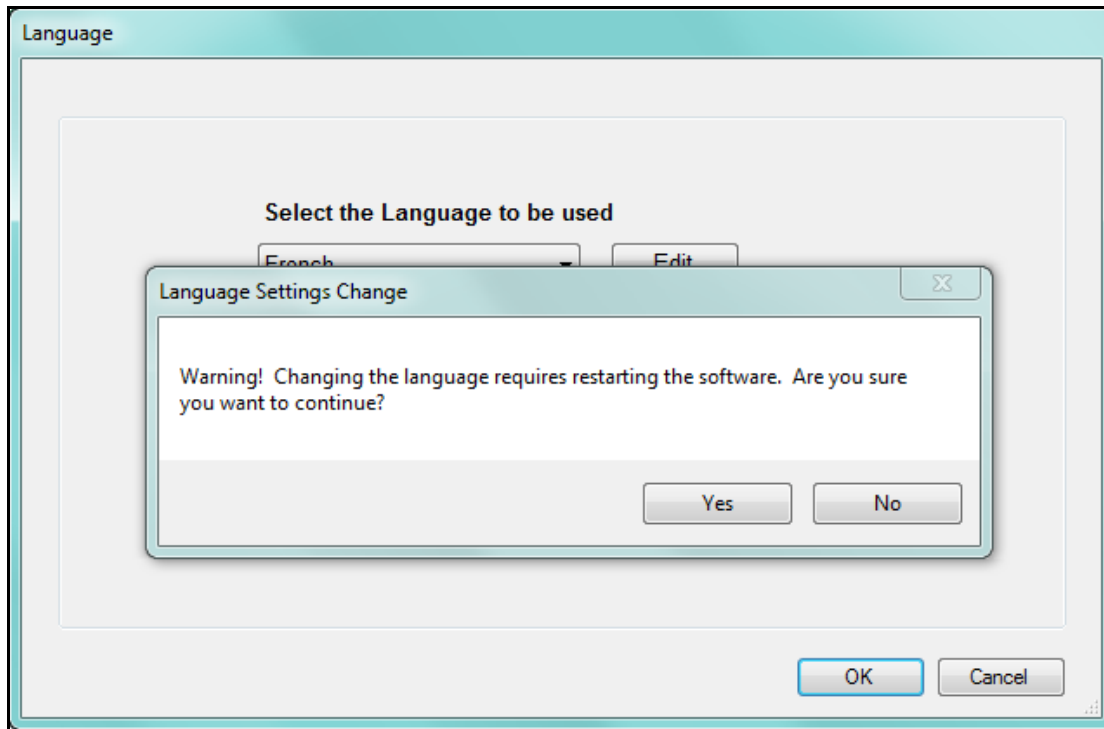 Language
Select the Language to be used
French
Edit
Language Settings Change
Warning!  Changing the language requires restarting the software.  Are you sure
you want to continue?
Yes
No
OK
Cancel